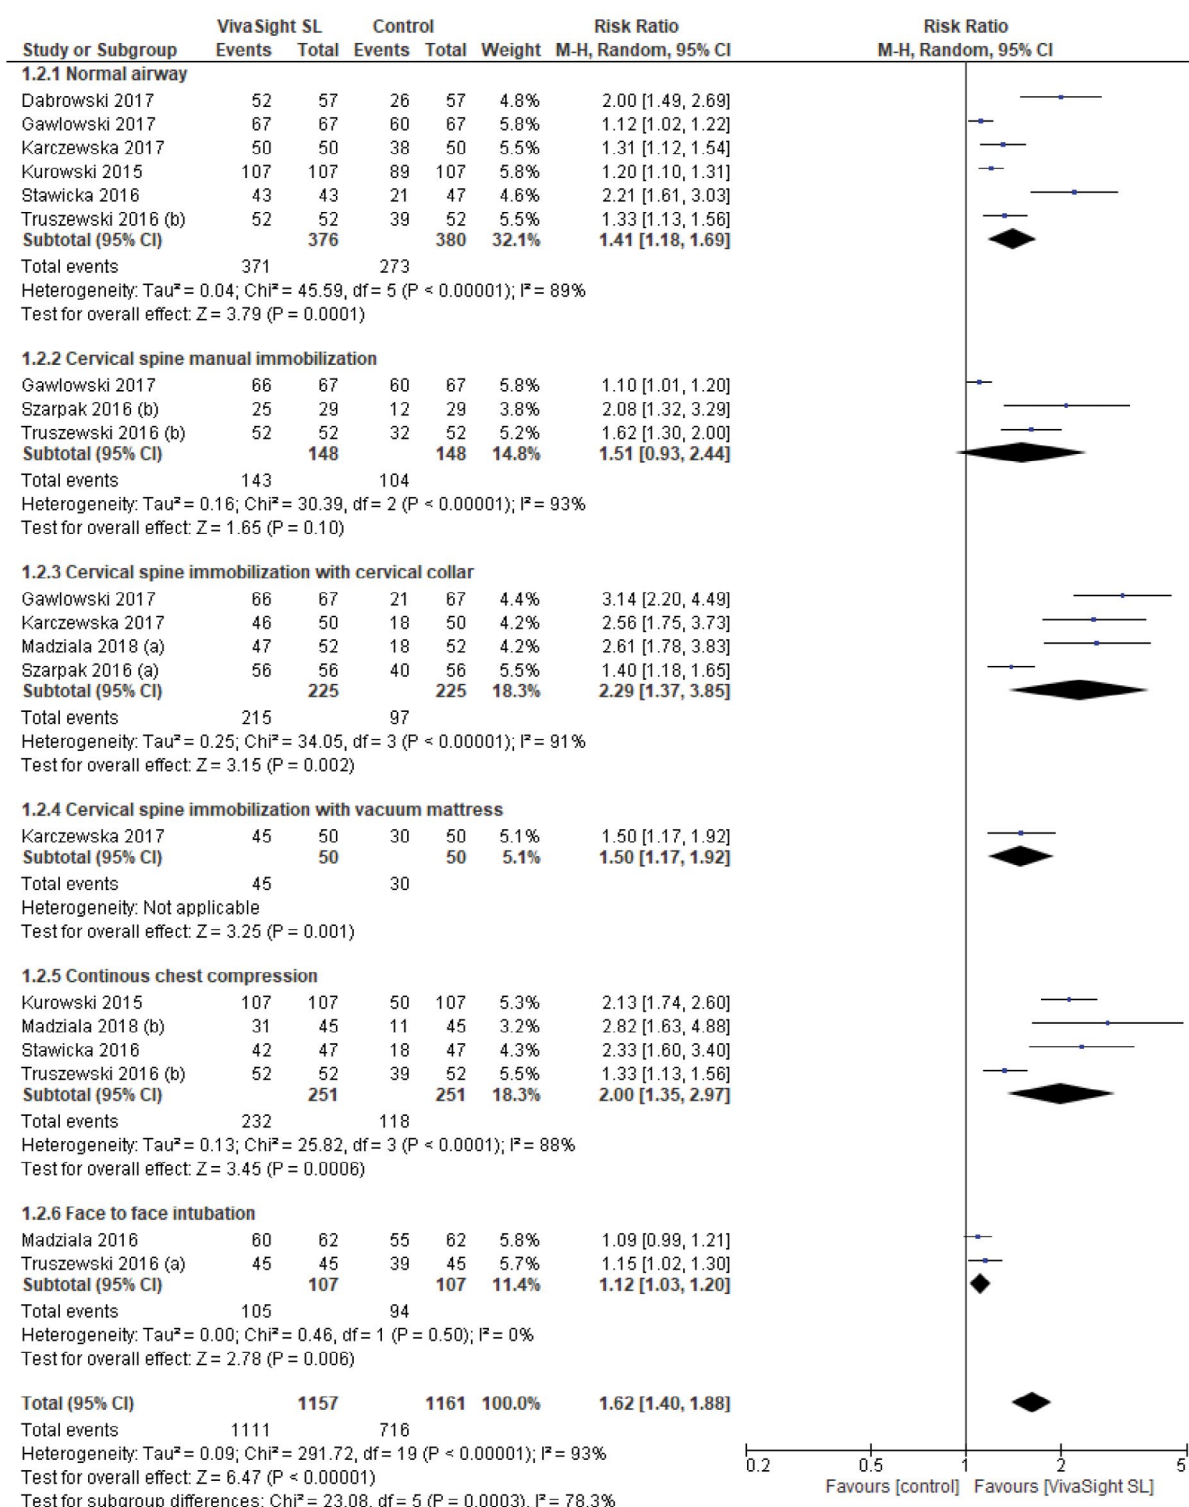 VivaSight SL Control Risk Ratio Risk Ratio
Study or Subgroup Events Total Events Total Weight M-H, Random, 95% CI M-H, Random, 95% CI
1.2.1 Normal airway
Dabrowski 2017 52 57 26 57 4.8% 2.00 [1.49, 2.69]
Gawlowski 2017 67 67 60 67 5.8% 1.12 [1.02, 1.22]
Karczewska 2017 50 50 38 50 5.5% 1.31 [1.12, 1.54]
Kurowski 2015 107 107 89 107 5.8% 1.20 [1.10, 1.31]
Stawicka 2016 43 43 21 47 4.6% 2.21 [1.61, 3.03]
Truszewski 2016 (b) 52 52 39 52 5.5% 1.33 [1.13, 1.56]
Subtotal (95% CI) 376 380 32.1% 1.41 [1.18, 1.69]
Total events 371 273
Heterogeneity: Tau² = 0.04; Chi² = 45.59, df = 5 (P < 0.00001); I² = 89%
Test for overall effect: Z = 3.79 (P = 0.0001)
1.2.2 Cervical spine manual immobilization
Gawlowski 2017 66 67 60 67 5.8% 1.10 [1.01, 1.20]
Szarpak 2016 (b) 25 29 12 29 3.8% 2.08 [1.32, 3.29]
Truszewski 2016 (b) 52 52 32 52 5.2% 1.62 [1.30, 2.00]
Subtotal (95% CI) 148 148 14.8% 1.51 [0.93, 2.44]
Total events 143 104
Heterogeneity: Tau² = 0.16; Chi² = 30.39, df = 2 (P < 0.00001); I² = 93%
Test for overall effect: Z = 1.65 (P = 0.10)
1.2.3 Cervical spine immobilization with cervical collar
Gawlowski 2017 66 67 21 67 4.4% 3.14 [2.20, 4.49]
Karczewska 2017 46 50 18 50 4.2% 2.56 [1.75, 3.73]
Madziala 2018 (a) 47 52 18 52 4.2% 2.61 [1.78, 3.83]
Szarpak 2016 (a) 56 56 40 56 5.5% 1.40 [1.18, 1.65]
Subtotal (95% CI) 225 225 18.3% 2.29 [1.37, 3.85]
Total events 215 97
Heterogeneity: Tau² = 0.25; Chi² = 34.05, df = 3 (P < 0.00001); I² = 91%
Test for overall effect: Z = 3.15 (P = 0.002)
1.2.4 Cervical spine immobilization with vacuum mattress
Karczewska 2017 45 50 30 50 5.1% 1.50 [1.17, 1.92]
Subtotal (95% CI) 50 50 5.1% 1.50 [1.17, 1.92]
Total events 45 30
Heterogeneity: Not applicable
Test for overall effect: Z = 3.25 (P = 0.001)
1.2.5 Continous chest compression
Kurowski 2015 107 107 50 107 5.3% 2.13 [1.74, 2.60]
Madziala 2018 (b) 31 45 11 45 3.2% 2.82 [1.63, 4.88]
Stawicka 2016 42 47 18 47 4.3% 2.33 [1.60, 3.40]
Truszewski 2016 (b) 52 52 39 52 5.5% 1.33 [1.13, 1.56]
Subtotal (95% CI) 251 251 18.3% 2.00 [1.35, 2.97]
Total events 232 118
Heterogeneity: Tau² = 0.13; Chi² = 25.82, df = 3 (P < 0.0001); I² = 88%
Test for overall effect: Z = 3.45 (P = 0.0006)
1.2.6 Face to face intubation
Madziala 2016 60 62 55 62 5.8% 1.09 [0.99, 1.21]
Truszewski 2016 (a) 45 45 39 45 5.7% 1.15 [1.02, 1.30]
Subtotal (95% CI) 107 107 11.4% 1.12 [1.03, 1.20]
Total events 105 94
Heterogeneity: Tau² = 0.00; Chi² = 0.46, df = 1 (P = 0.50); I² = 0%
Test for overall effect: Z = 2.78 (P = 0.006)
Total (95% CI) 1157 1161 100.0% 1.62 [1.40, 1.88]
Total events 1111 716
Heterogeneity: Tau² = 0.09; Chi² = 291.72, df = 19 (P < 0.00001); I² = 93%
Test for overall effect: Z = 6.47 (P < 0.00001)
Test for subgroup differences: Chi² = 23.08, df = 5 (P = 0.0003), I² = 78.3%
0.2 0.5 1 2 5
Favours [control] Favours [VivaSight SL]